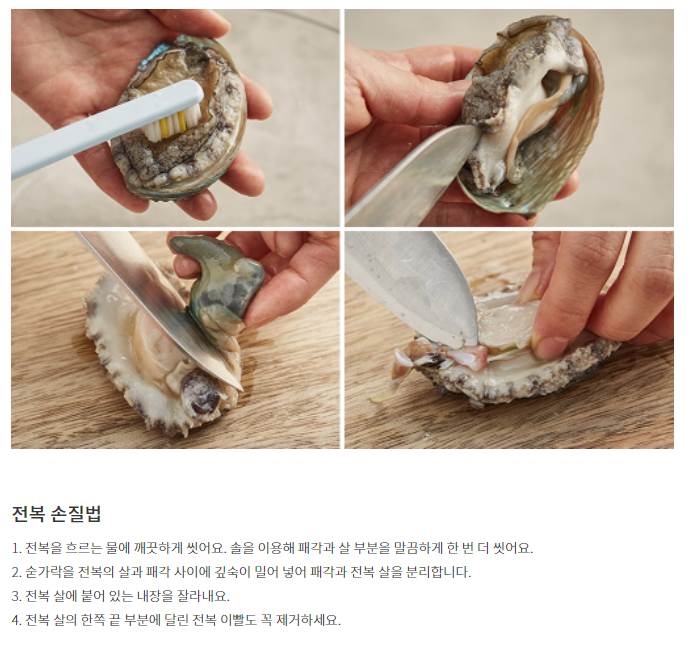 전복 손질법
1. 전복을 흐르는 물에 깨끗하게 씻어요. 솔을 이용해 패각과 살 부분을 말끔하게 한 번 더 씻어요.
2. 숟가락을 전복의 살과 패각 사이에 깊숙이 밀어 넣어 패각과 전복 살을 분리합니다.
3. 전복 살에 붙어 있는 내장을 잘라내요.
4. 전복 살의 한쪽 끝 부분에 달린 전복 이빨도 꼭 제거하세요.